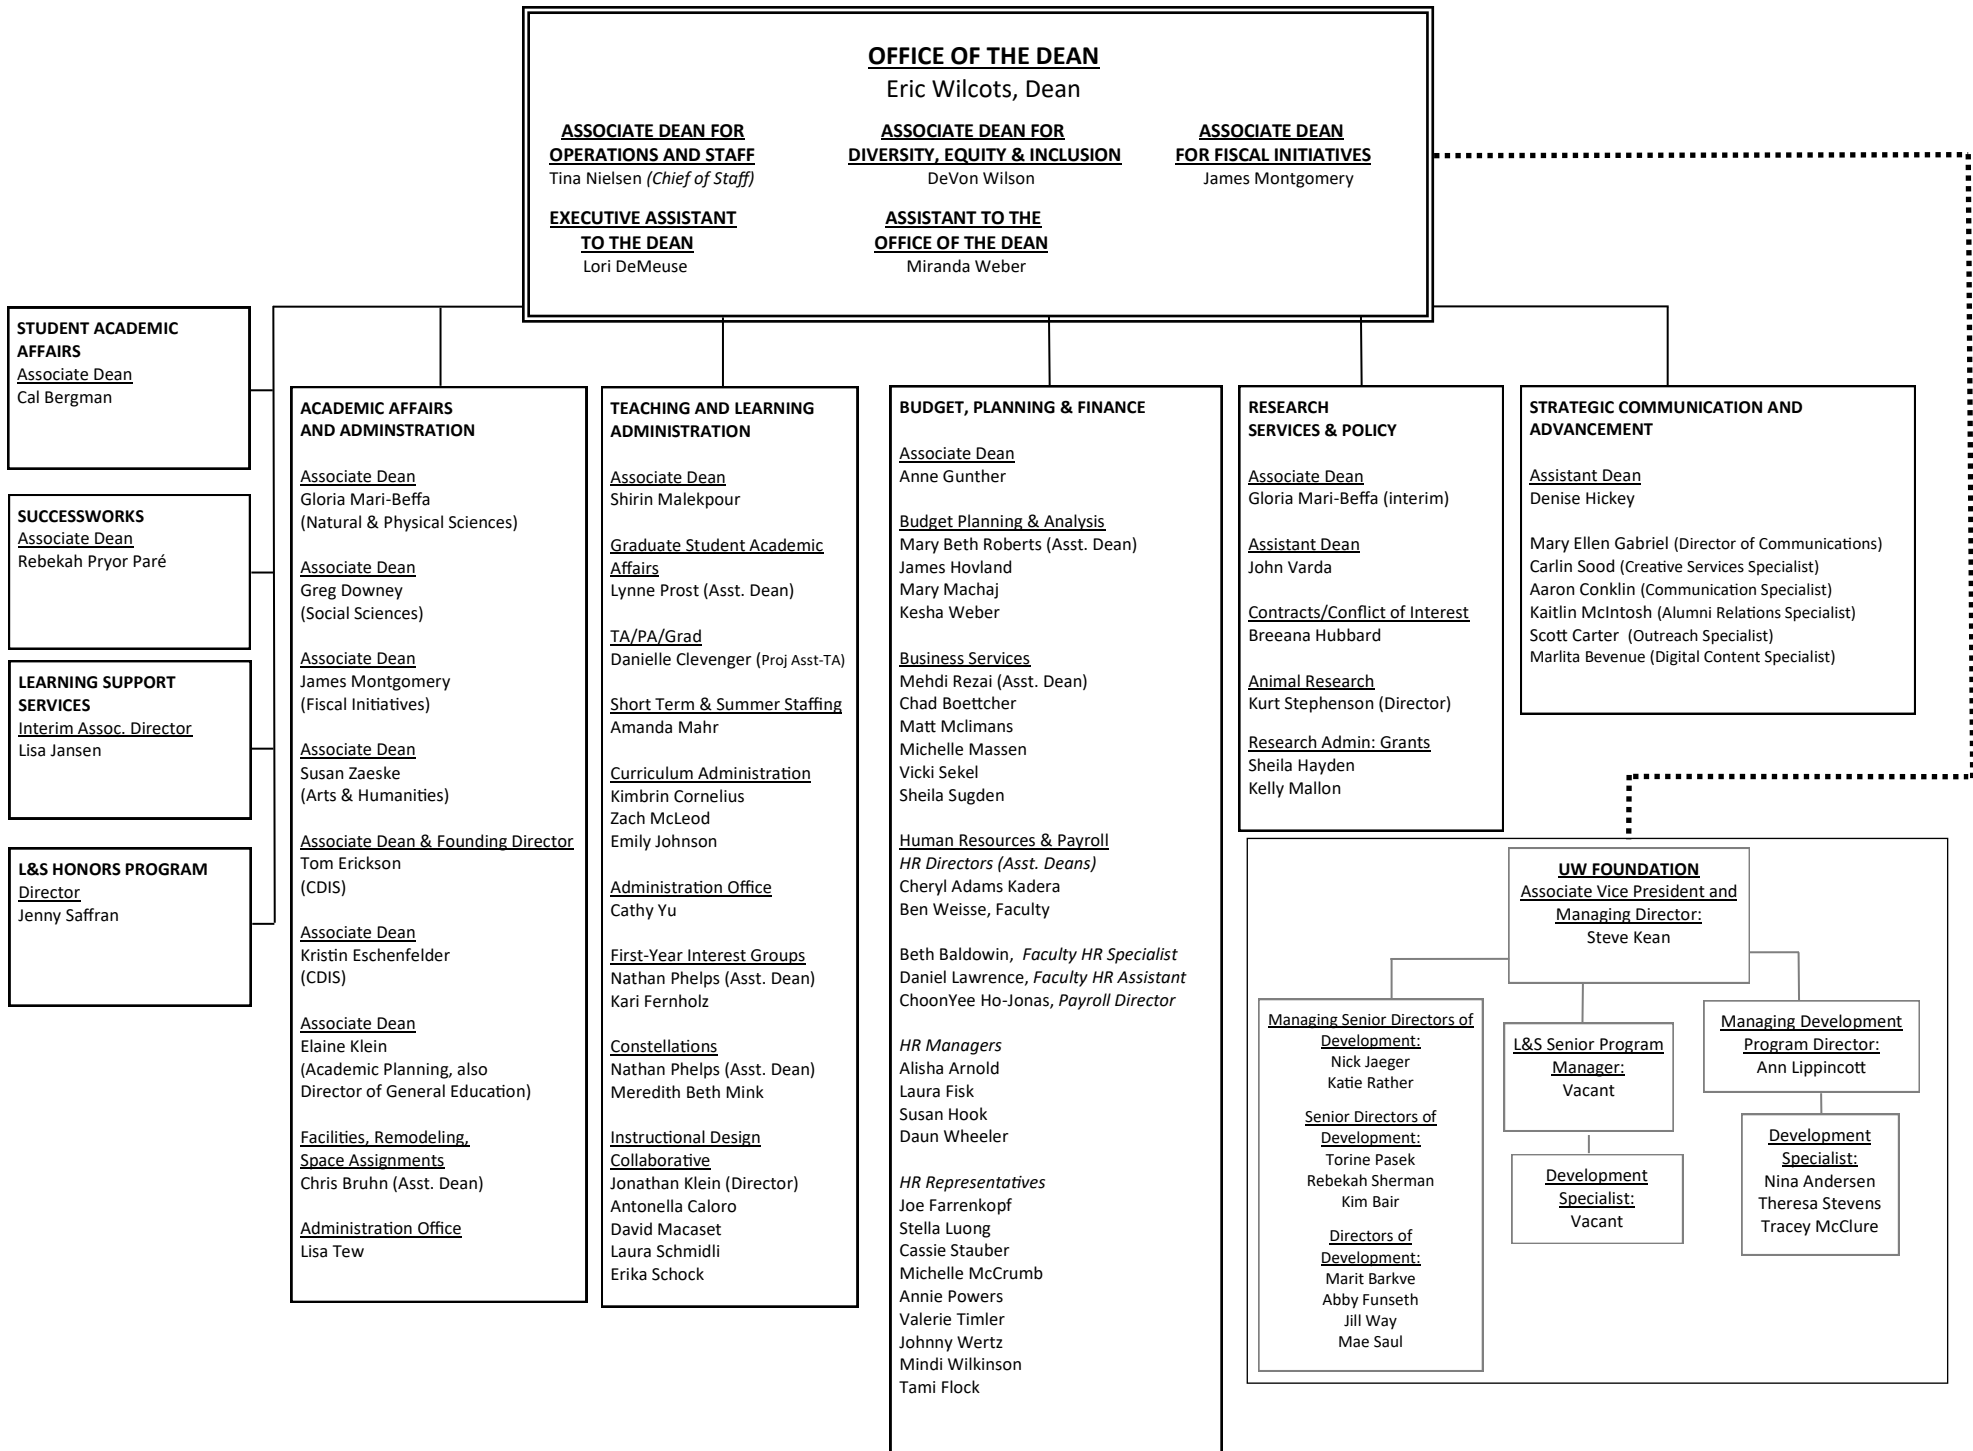 OFFICE OF THE DEAN
Eric Wilcots, Dean
ASSOCIATE DEAN FOR
OPERATIONS AND STAFF
Tina Nielsen (Chief of Staff)
ASSOCIATE DEAN FOR
DIVERSITY, EQUITY & INCLUSION
DeVon Wilson
ASSOCIATE DEAN
FOR FISCAL INITIATIVES
James Montgomery
EXECUTIVE ASSISTANT
TO THE DEAN
Lori DeMeuse
ASSISTANT TO THE
OFFICE OF THE DEAN
Miranda Weber
STUDENT ACADEMIC
AFFAIRS
Associate Dean
Cal Bergman
SUCCESSWORKS
Associate Dean
Rebekah Pryor Paré
LEARNING SUPPORT
SERVICES
Interim Assoc. Director
Lisa Jansen
L&S HONORS PROGRAM
Director
Jenny Saffran
ACADEMIC AFFAIRS
AND ADMINSTRATION
Associate Dean
Gloria Mari-Beffa
(Natural & Physical Sciences)
Associate Dean
Greg Downey
(Social Sciences)
Associate Dean
James Montgomery
(Fiscal Initiatives)
Associate Dean
Susan Zaeske
(Arts & Humanities)
Associate Dean & Founding Director
Tom Erickson
(CDIS)
Associate Dean
Kristin Eschenfelder
(CDIS)
Associate Dean
Elaine Klein
(Academic Planning, also
Director of General Education)
Facilities, Remodeling,
Space Assignments
Chris Bruhn (Asst. Dean)
Administration Office
Lisa Tew
TEACHING AND LEARNING
ADMINISTRATION
Associate Dean
Shirin Malekpour
Graduate Student Academic
Affairs
Lynne Prost (Asst. Dean)
TA/PA/Grad
Danielle Clevenger (Proj Asst-TA)
Short Term & Summer Staffing
Amanda Mahr
Curriculum Administration
Kimbrin Cornelius
Zach McLeod
Emily Johnson
Administration Office
Cathy Yu
First-Year Interest Groups
Nathan Phelps (Asst. Dean)
Kari Fernholz
Constellations
Nathan Phelps (Asst. Dean)
Meredith Beth Mink
Instructional Design
Collaborative
Jonathan Klein (Director)
Antonella Caloro
David Macaset
Laura Schmidli
Erika Schock
BUDGET, PLANNING & FINANCE
Associate Dean
Anne Gunther
Budget Planning & Analysis
Mary Beth Roberts (Asst. Dean)
James Hovland
Mary Machaj
Kesha Weber
Business Services
Mehdi Rezai (Asst. Dean)
Chad Boettcher
Matt Mclimans
Michelle Massen
Vicki Sekel
Sheila Sugden
Human Resources & Payroll
HR Directors (Asst. Deans)
Cheryl Adams Kadera
Ben Weisse, Faculty
Beth Baldowin, Faculty HR Specialist
Daniel Lawrence, Faculty HR Assistant
ChoonYee Ho-Jonas, Payroll Director
HR Managers
Alisha Arnold
Laura Fisk
Susan Hook
Daun Wheeler
HR Representatives
Joe Farrenkopf
Stella Luong
Cassie Stauber
Michelle McCrumb
Annie Powers
Valerie Timler
Johnny Wertz
Mindi Wilkinson
Tami Flock
RESEARCH
SERVICES & POLICY
Associate Dean
Gloria Mari-Beffa (interim)
Assistant Dean
John Varda
Contracts/Conflict of Interest
Breeana Hubbard
Animal Research
Kurt Stephenson (Director)
Research Admin: Grants
Sheila Hayden
Kelly Mallon
STRATEGIC COMMUNICATION AND
ADVANCEMENT
Assistant Dean
Denise Hickey
Mary Ellen Gabriel (Director of Communications)
Carlin Sood (Creative Services Specialist)
Aaron Conklin (Communication Specialist)
Kaitlin McIntosh (Alumni Relations Specialist)
Scott Carter (Outreach Specialist)
Marlita Bevenue (Digital Content Specialist)
UW FOUNDATION
Associate Vice President and
Managing Director:
Steve Kean
Managing Senior Directors of
Development:
Nick Jaeger
Katie Rather
Senior Directors of
Development:
Torine Pasek
Rebekah Sherman
Kim Bair
Directors of
Development:
Marit Barkve
Abby Funseth
Jill Way
Mae Saul
L&S Senior Program
Manager:
Vacant
Development
Specialist:
Vacant
Managing Development
Program Director:
Ann Lippincott
Development
Specialist:
Nina Andersen
Theresa Stevens
Tracey McClure